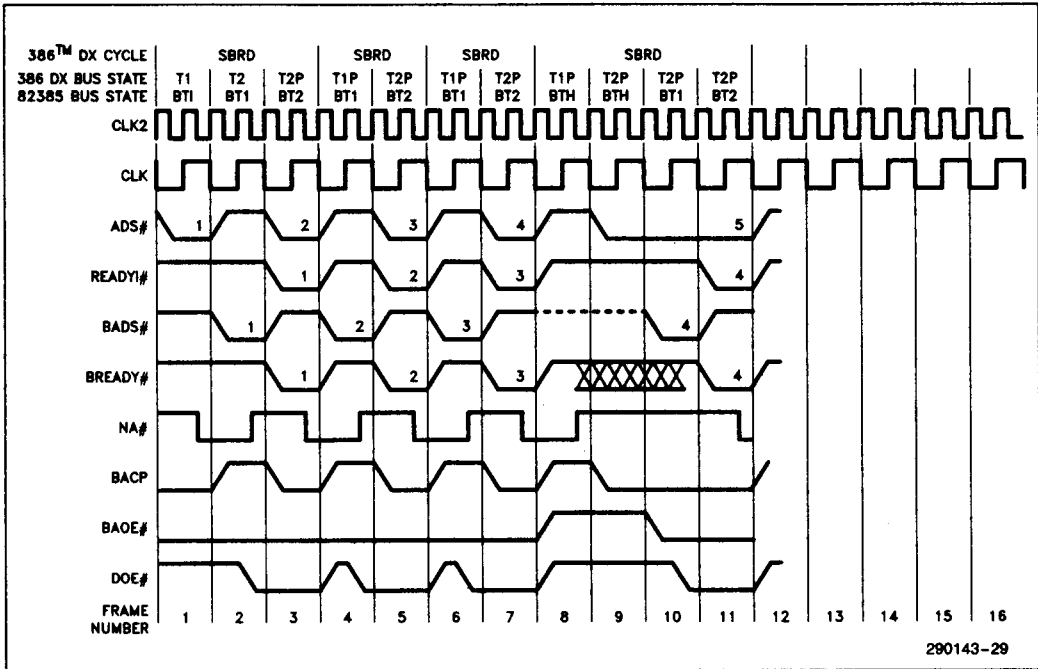 386™ DX CYCLE SBRD SBRD SBRD SBRD
386 DX BUS STATE T1 T2 T2P T1P T2P T1P T2P T1P T2P T2P T2P
82385 BUS STATE BTI BT1 BT2 BT1 BT2 BT1 BT2 BTH BTH BT1 BT2
CLK2
CLK
ADS# 1 2 3 4 5
READYI# 1 2 3 4
BADS# 1 2 3 4
BREADY# 1 2 3 4
NA#
BACP
BAOE#
DOE#
FRAME
NUMBER 1 2 3 4 5 6 7 8 9 10 11 12 13 14 15 16
290143-29